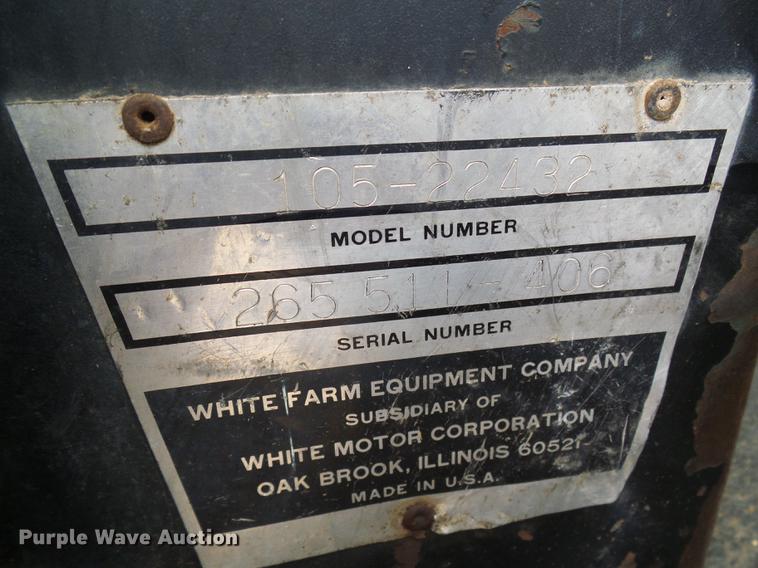 105-22432
MODEL NUMBER
265 511-406
SERIAL NUMBER
WHITE FARM EQUIPMENT COMPANY
SUBSIDIARY OF
WHITE MOTOR CORPORATION
OAK BROOK, ILLINOIS 60521
MADE IN U.S.A.
Purple Wave Auction